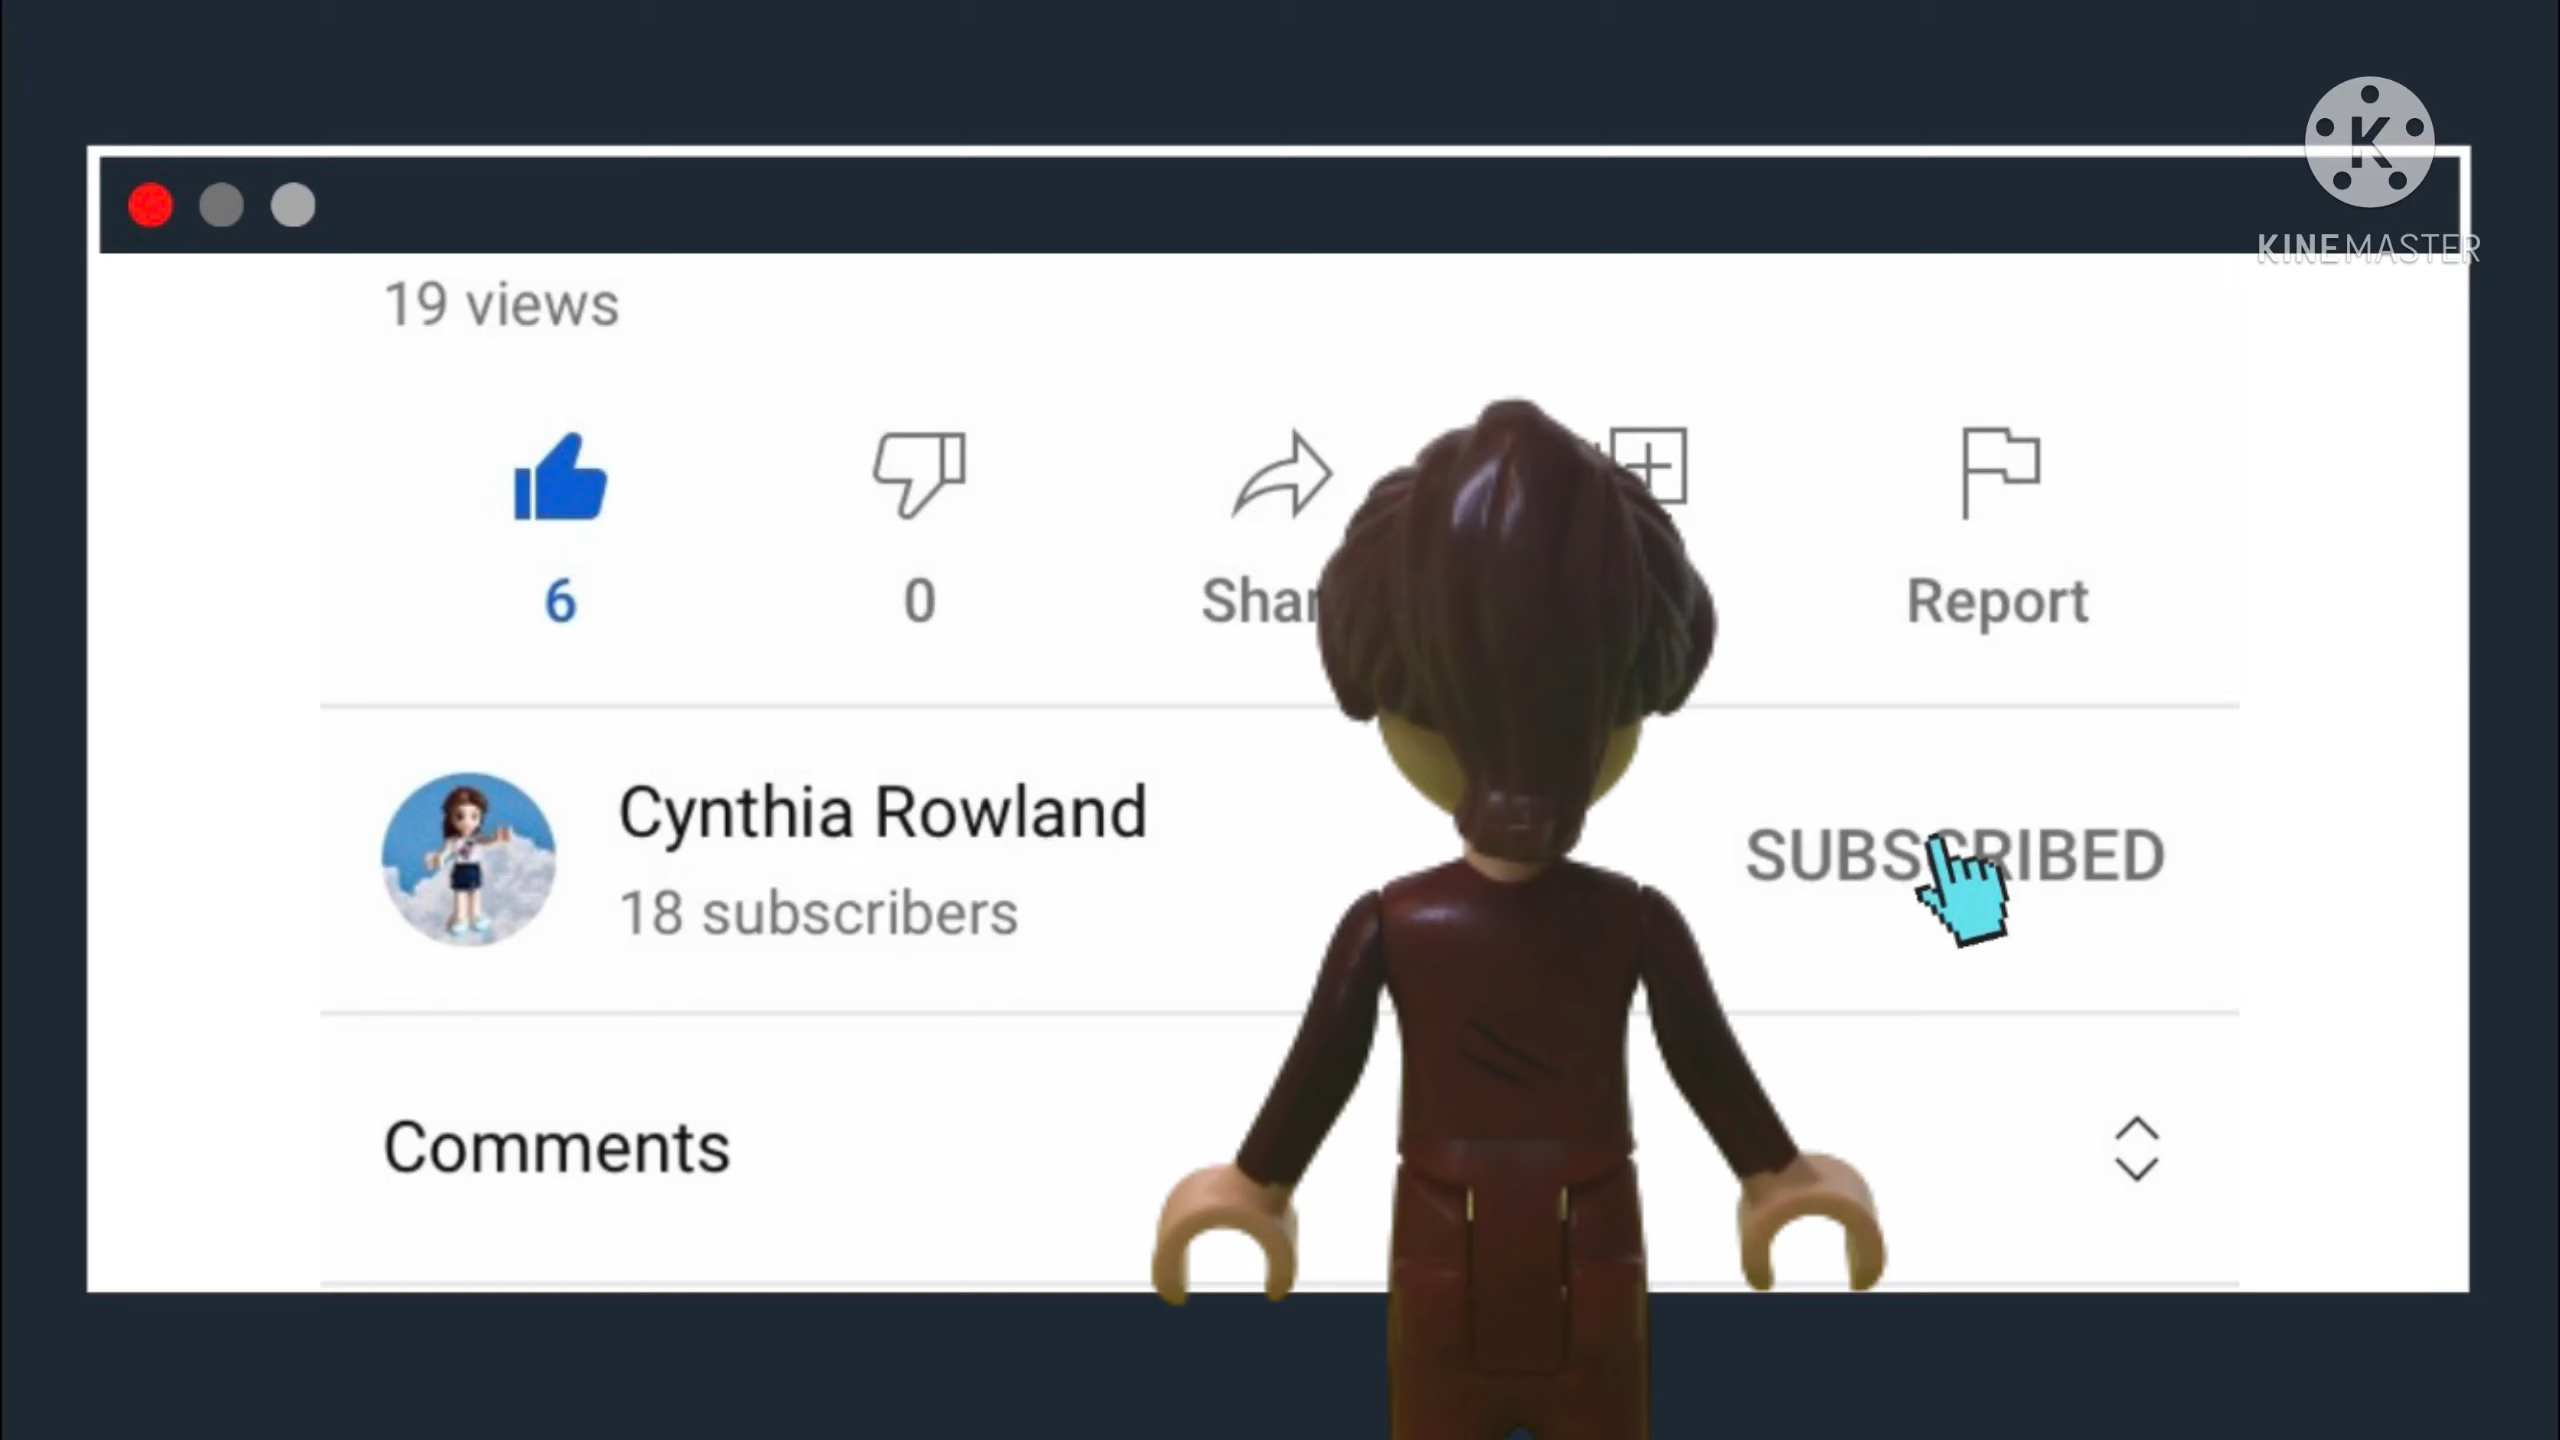 K
KINEMASTER
19 views
6
0
Shar
Report
Cynthia Rowland
18 subscribers
SUBSCRIBED
Comments